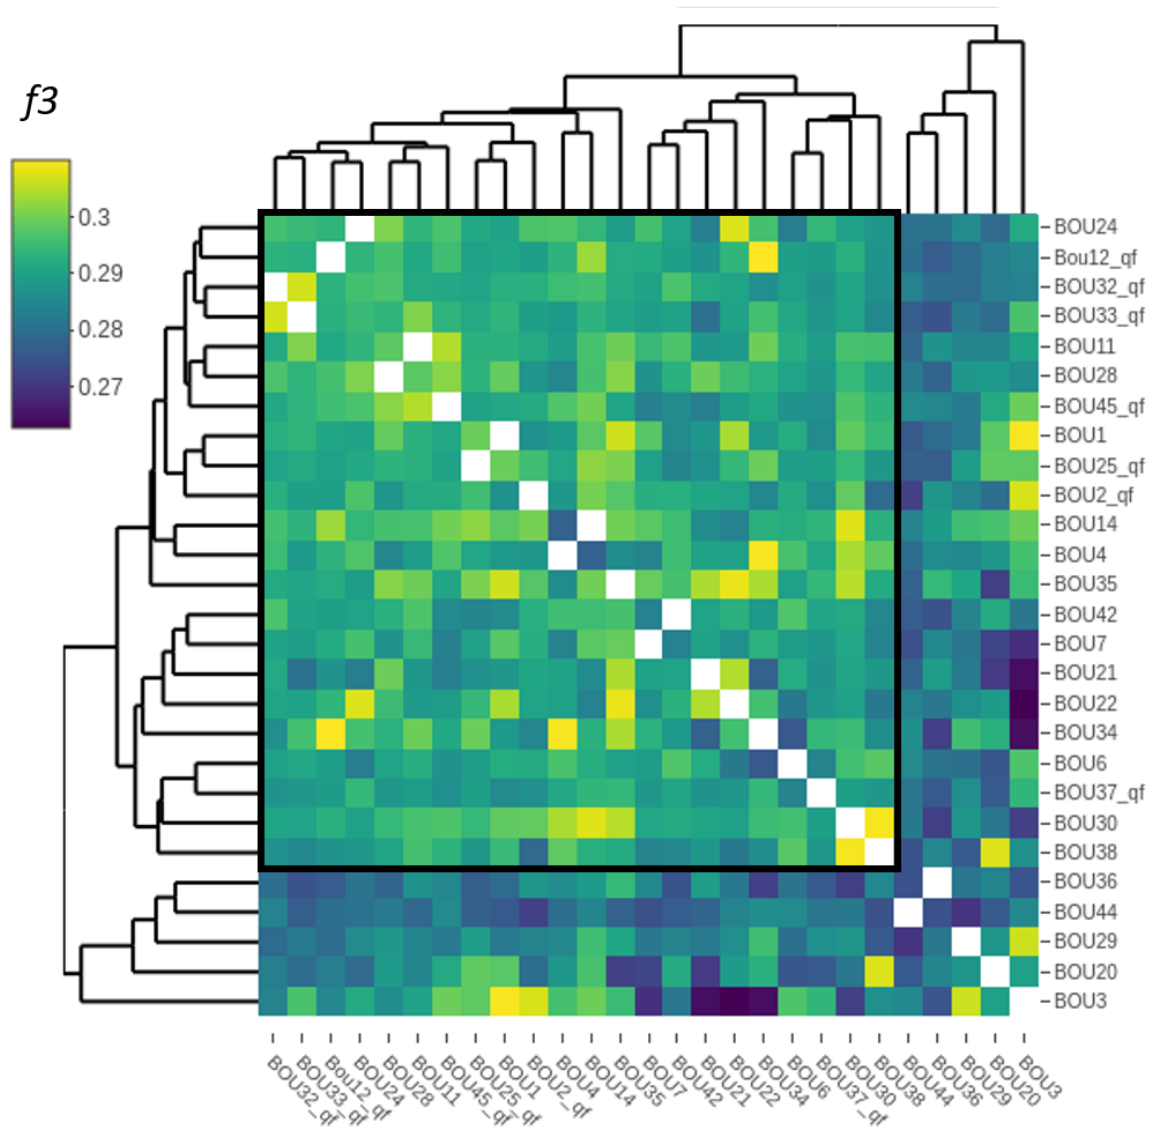 f3
0.3
0.29
0.28
0.27
BOU24
Bou12_qf
BOU32_qf
BOU33_qf
BOU11
BOU28
BOU45_qf
BOU1
BOU25_qf
BOU2_qf
BOU14
BOU4
BOU35
BOU42
BOU7
BOU21
BOU22
BOU34
BOU6
BOU37_qf
BOU30
BOU38
BOU36
BOU44
BOU29
BOU20
BOU3
BOU32_qf
BOU33_qf
Bou12_qf
BOU24
BOU28
BOU11
BOU45_qf
BOU25_qf
BOU1
BOU2_qf
BOU4
BOU14
BOU35
BOU7
BOU42
BOU21
BOU22
BOU34
BOU6
BOU37_qf
BOU30
BOU38
BOU44
BOU36
BOU29
BOU20
BOU3